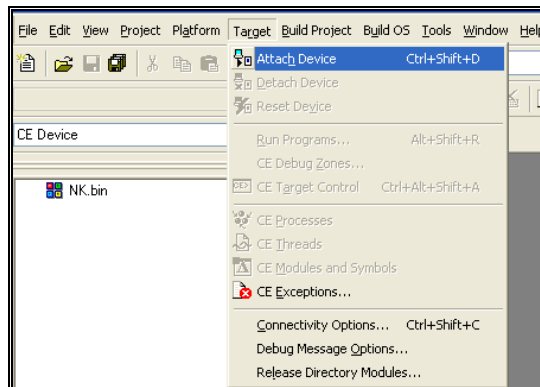 File Edit View Project Platform Target Build Project Build OS Tools Window Help
Attach Device Ctrl+Shift+D
Detach Device
Reset Device
CE Device
Run Programs... Alt+Shift+R
CE Debug Zones...
CE> CE Target Control Ctrl+Alt+Shift+A
NK.bin
CE Processes
CE Threads
CE Modules and Symbols
CE Exceptions...
Connectivity Options... Ctrl+Shift+C
Debug Message Options...
Release Directory Modules...